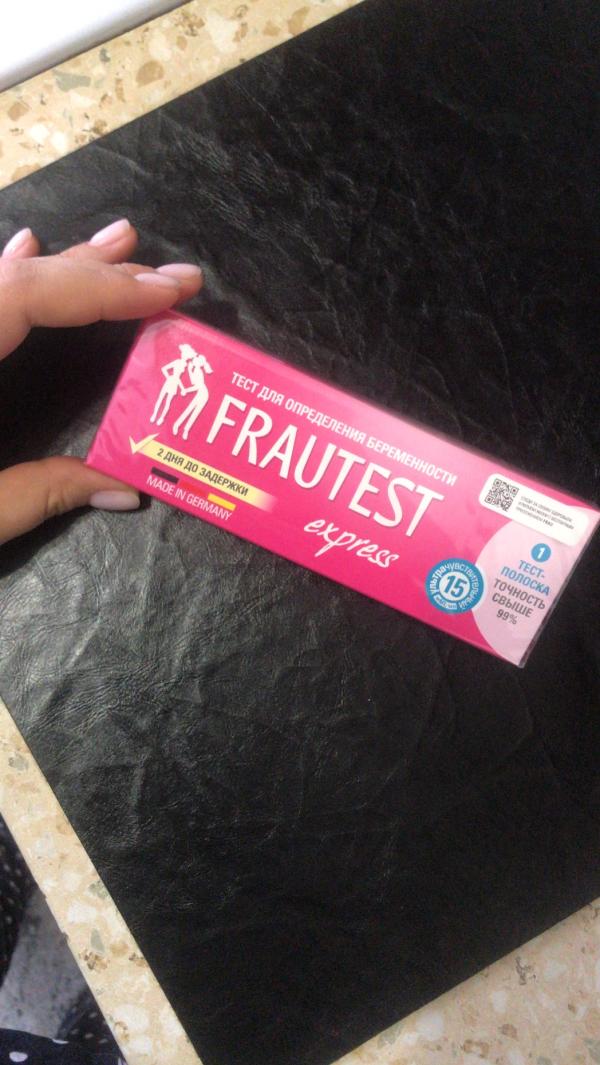 ТЕСТ ДЛЯ ОПРЕДЕЛЕНИЯ БЕРЕМЕННОСТИ
FRAUTEST
express
2 ДНЯ ДО ЗАДЕРЖКИ
MADE IN GERMANY
ультрачувствительный
15
1
ТЕСТ-
ПОЛОСКА
ТОЧНОСТЬ
СВЫШЕ
99%